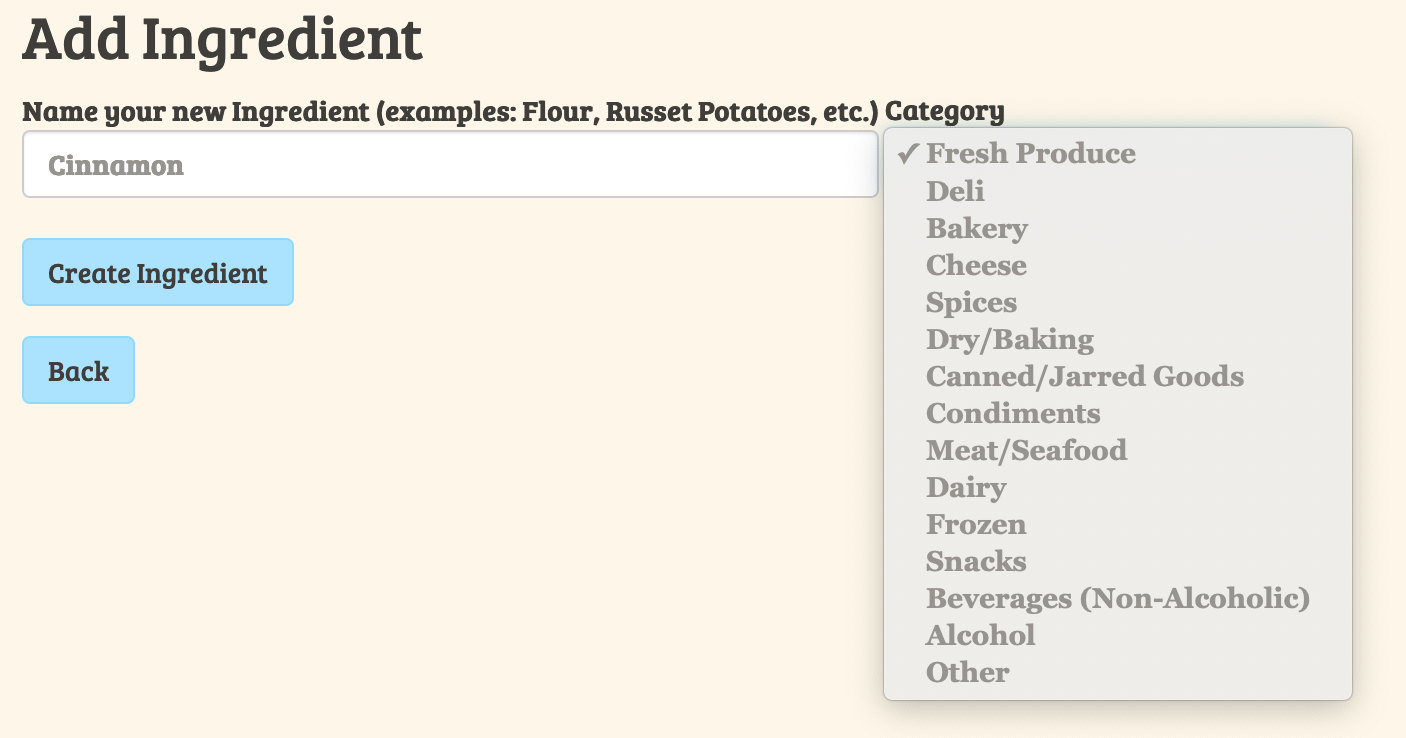 Add Ingredient
Name your new Ingredient (examples: Flour, Russet Potatoes, etc.) Category
Cinnamon
✓ Fresh Produce
Deli
Bakery
Cheese
Spices
Dry/Baking
Canned/Jarred Goods
Condiments
Meat/Seafood
Dairy
Frozen
Snacks
Beverages (Non-Alcoholic)
Alcohol
Other
Create Ingredient
Back